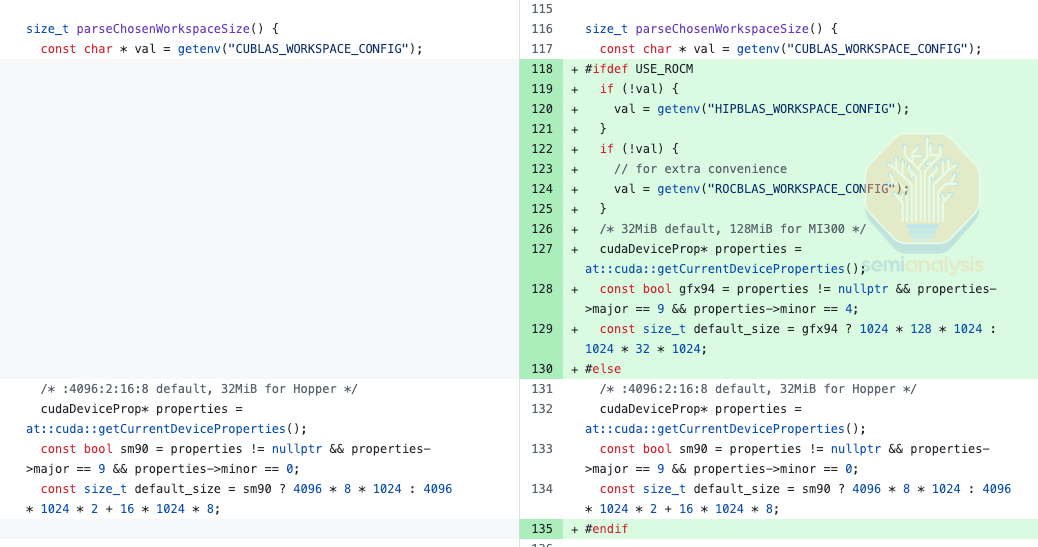 115
size_t parseChosenWorkspaceSize() {
const char * val = getenv("CUBLAS_WORKSPACE_CONFIG");
/* :4096:2:16:8 default, 32MiB for Hopper */
cudaDeviceProp* properties =
at::cuda::getCurrentDeviceProperties();
const bool sm90 = properties != nullptr && properties-
>major == 9 && properties->minor == 0;
const size_t default_size = sm90 ? 4096 * 8 * 1024 : 4096
* 1024 * 2 + 16 * 1024 * 8;
116 size_t parseChosenWorkspaceSize() {
117 const char * val = getenv("CUBLAS_WORKSPACE_CONFIG");
118 + #ifdef USE_ROCM
119 + if (!val) {
120 + val = getenv("HIPBLAS_WORKSPACE_CONFIG");
121 + }
122 + if (!val) {
123 + // for extra convenience
124 + val = getenv("ROCBLAS_WORKSPACE_CONFIG");
125 + }
126 + /* 32MiB default, 128MiB for MI300 */
127 + cudaDeviceProp* properties =
at::cuda::getCurrentDeviceProperties();
128 + const bool gfx94 = properties != nullptr && properties-
>major == 9 && properties->minor == 4;
129 + const size_t default_size = gfx94 ? 1024 * 128 * 1024 :
1024 * 32 * 1024;
130 + #else
131 /* :4096:2:16:8 default, 32MiB for Hopper */
132 cudaDeviceProp* properties =
at::cuda::getCurrentDeviceProperties();
133 const bool sm90 = properties != nullptr && properties-
>major == 9 && properties->minor == 0;
134 const size_t default_size = sm90 ? 4096 * 8 * 1024 : 4096
* 1024 * 2 + 16 * 1024 * 8;
135 + #endif
semianalysis